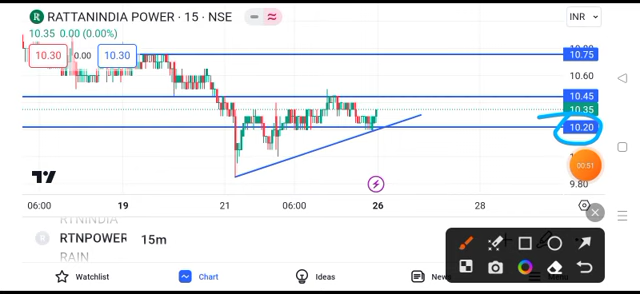 RATTANINDIA POWER · 15 · NSE
INR
10.35 0.00 (0.00%)
10.30 0.00 10.30
10.75
10.60
10.45
10.35
10.20
00:51
9.80
06:00 19 21 06:00 26 28
RTNINDIA
RTNPOWER 15m
RAIN
Watchlist Chart Ideas News